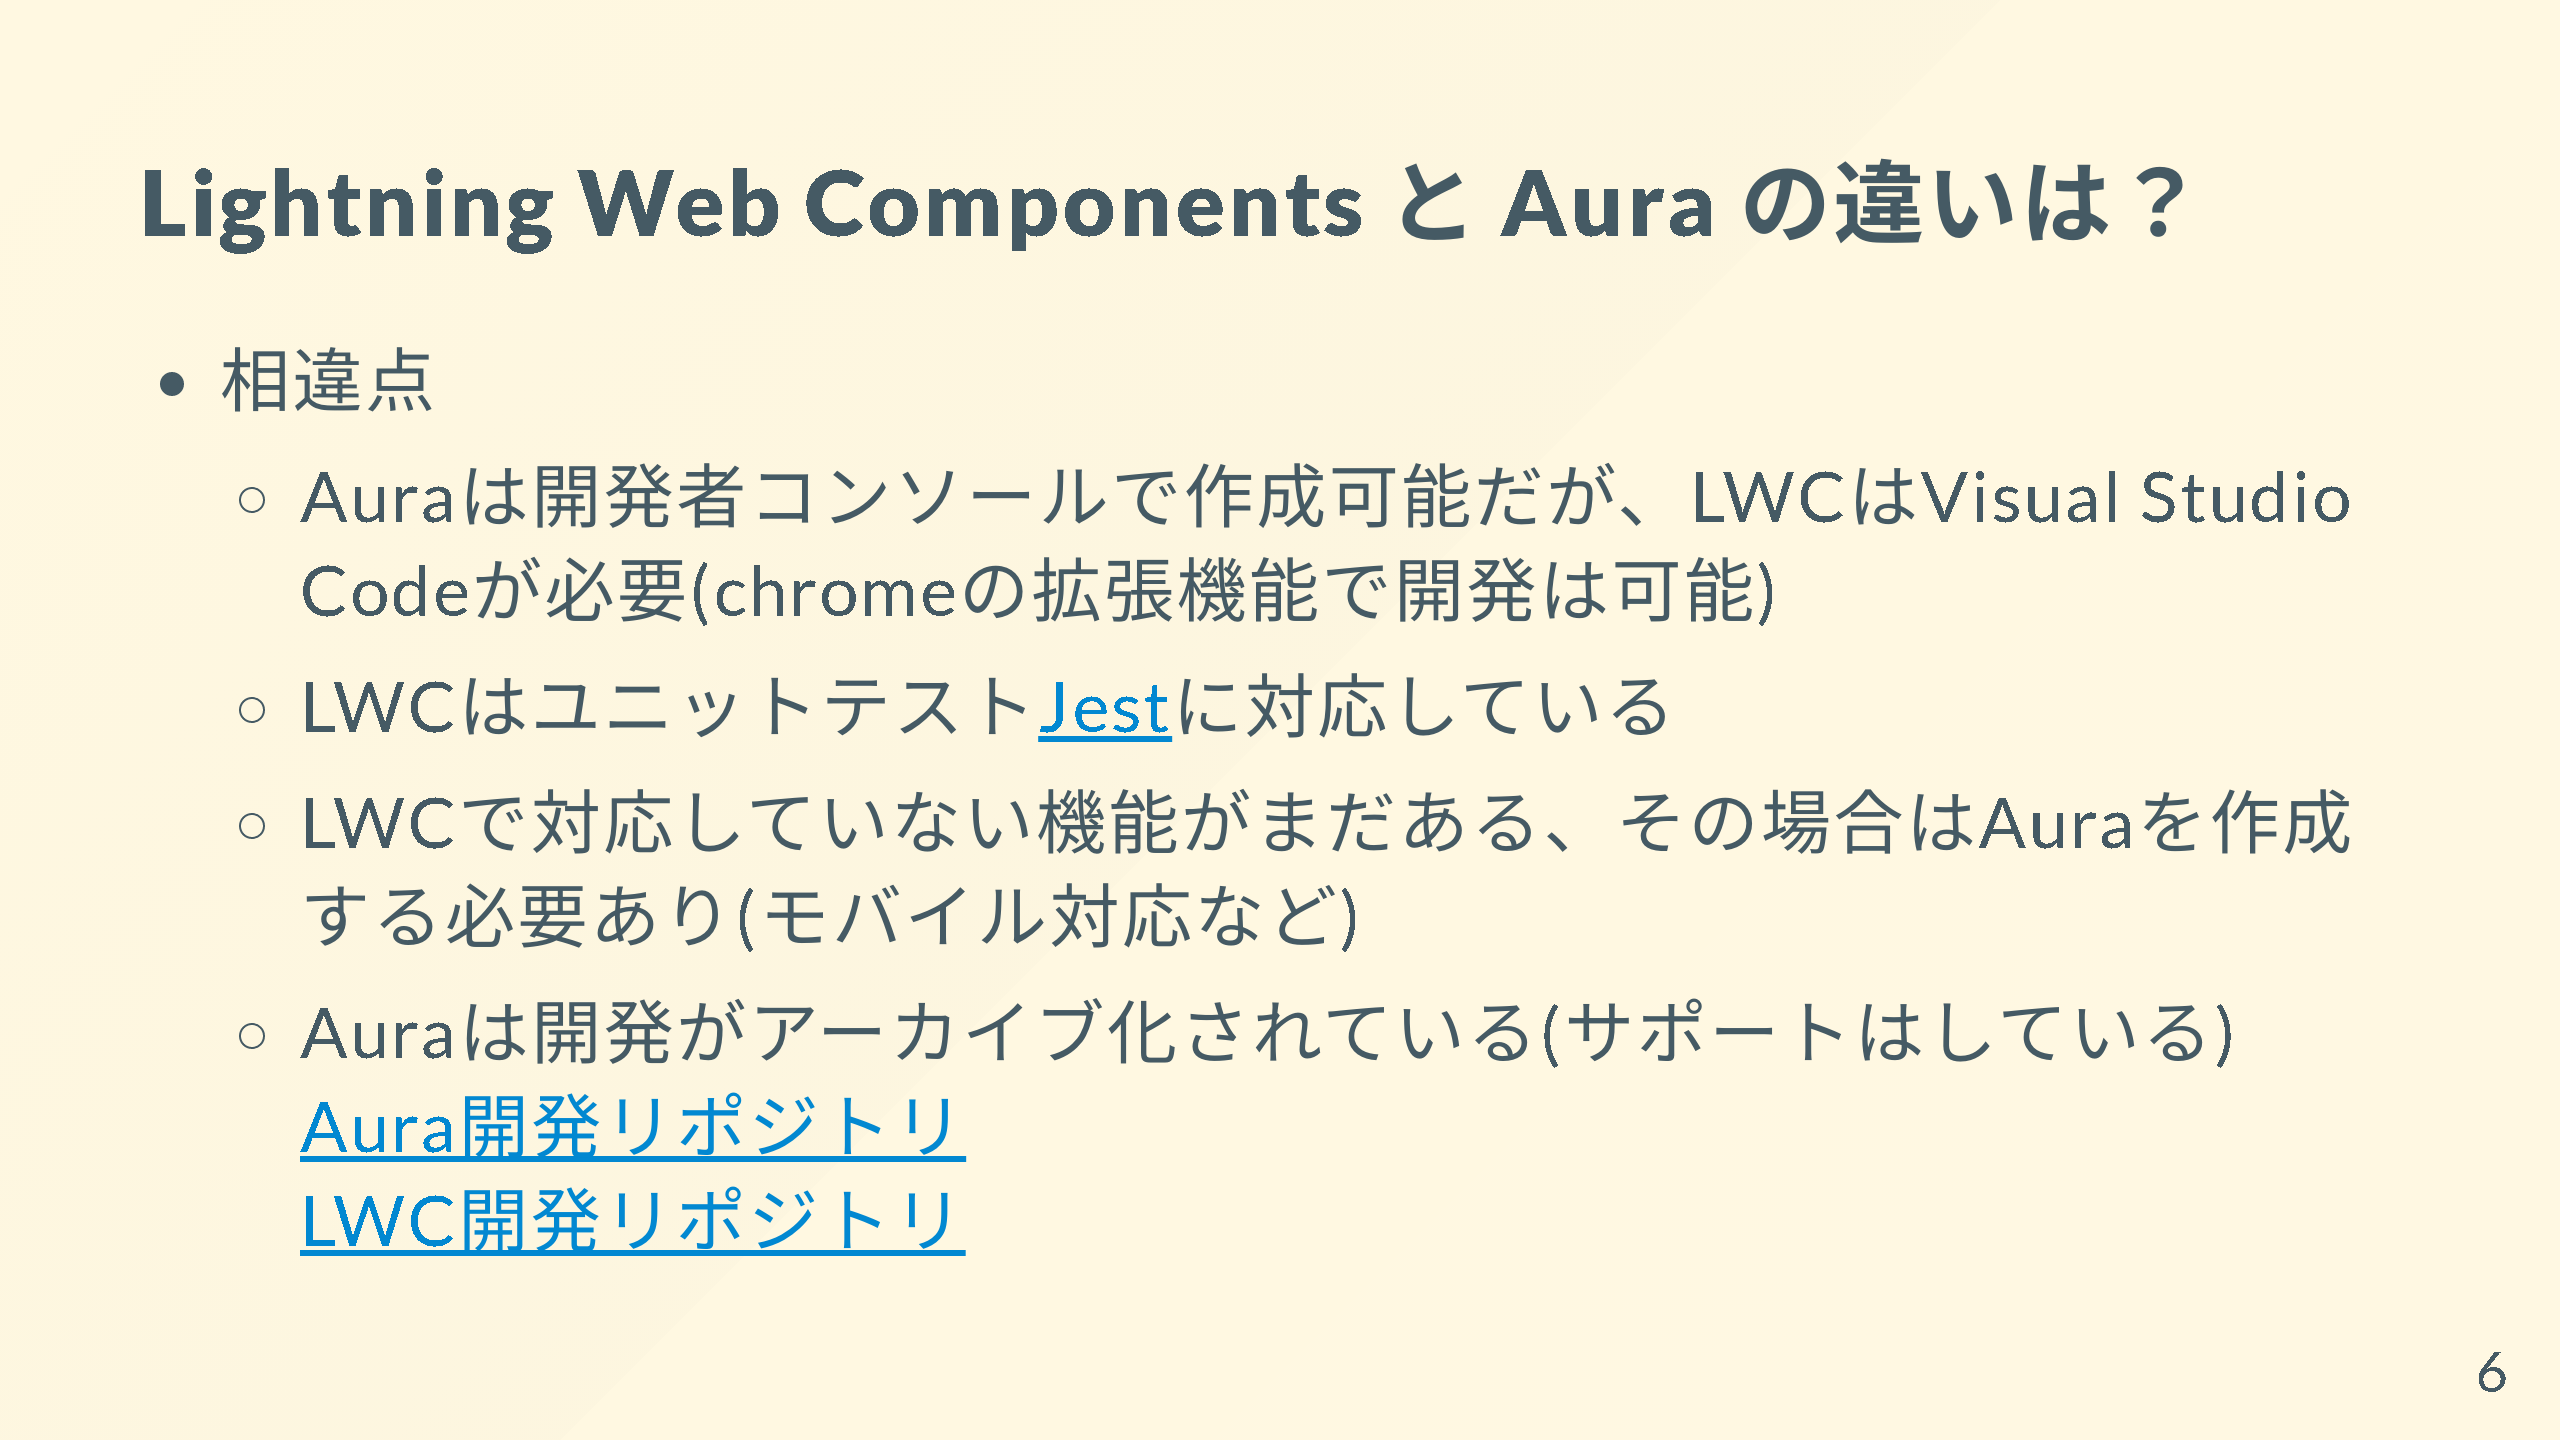 Lightning Web Components と Aura の違いは？
• 相違点
○ Auraは開発者コンソールで作成可能だが、LWCはVisual Studio
Codeが必要(chromeの拡張機能で開発は可能)
○ LWCはユニットテストJestに対応している
○ LWCで対応していない機能がまだある、その場合はAuraを作成
する必要あり(モバイル対応など)
○ Auraは開発がアーカイブ化されている(サポートはしている)
Aura開発リポジトリ
LWC開発リポジトリ
6